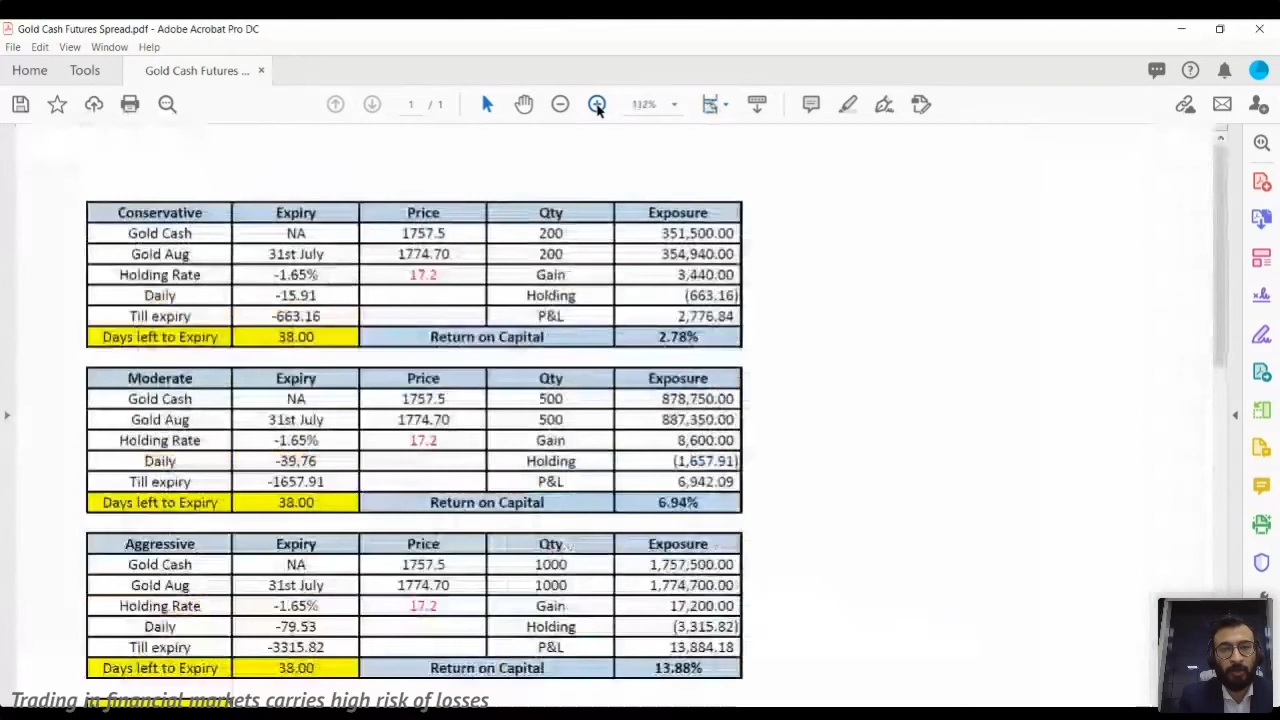 Gold Cash Futures Spread.pdf - Adobe Acrobat Pro DC
File Edit View Window Help
Home Tools Gold Cash Futures ... ×
1 / 1 112%
Conservative Expiry Price Qty Exposure
Gold Cash NA 1757.5 200 351,500.00
Gold Aug 31st July 1774.70 200 354,940.00
Holding Rate -1.65% 17.2 Gain 3,440.00
Daily -15.91 Holding (663.16)
Till expiry -663.16 P&L 2,776.84
Days left to Expiry 38.00 Return on Capital 2.78%
Moderate Expiry Price Qty Exposure
Gold Cash NA 1757.5 500 878,750.00
Gold Aug 31st July 1774.70 500 887,350.00
Holding Rate -1.65% 17.2 Gain 8,600.00
Daily -39.76 Holding (1,657.91)
Till expiry -1657.91 P&L 6,942.09
Days left to Expiry 38.00 Return on Capital 6.94%
Aggressive Expiry Price Qty Exposure
Gold Cash NA 1757.5 1000 1,757,500.00
Gold Aug 31st July 1774.70 1000 1,774,700.00
Holding Rate -1.65% 17.2 Gain 17,200.00
Daily -79.53 Holding (3,315.82)
Till expiry -3315.82 P&L 13,884.18
Days left to Expiry 38.00 Return on Capital 13.88%
Trading in financial markets carries high risk of losses